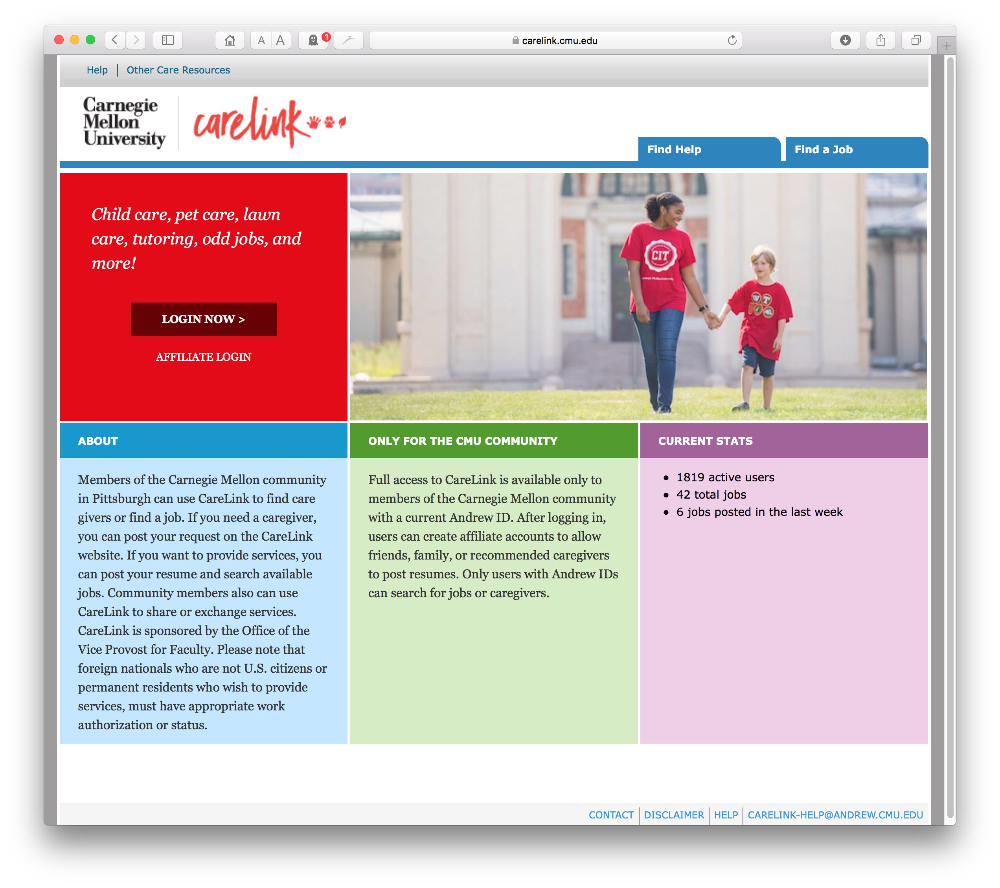 A A
1
carelink.cmu.edu
Help
Other Care Resources
Carnegie
Mellon
University
carelink
Find Help
Find a Job
Child care, pet care, lawn
care, tutoring, odd jobs, and
more!
LOGIN NOW >
AFFILIATE LOGIN
CIT
Carnegie Mellon University
W T
ABOUT
Members of the Carnegie Mellon community
in Pittsburgh can use CareLink to find care
givers or find a job. If you need a caregiver,
you can post your request on the CareLink
website. If you want to provide services, you
can post your resume and search available
jobs. Community members also can use
CareLink to share or exchange services.
CareLink is sponsored by the Office of the
Vice Provost for Faculty. Please note that
foreign nationals who are not U.S. citizens or
permanent residents who wish to provide
services, must have appropriate work
authorization or status.
ONLY FOR THE CMU COMMUNITY
Full access to CareLink is available only to
members of the Carnegie Mellon community
with a current Andrew ID. After logging in,
users can create affiliate accounts to allow
friends, family, or recommended caregivers
to post resumes. Only users with Andrew IDs
can search for jobs or caregivers.
CURRENT STATS
• 1819 active users
• 42 total jobs
• 6 jobs posted in the last week
CONTACT
DISCLAIMER
HELP
CARELINK-HELP@ANDREW.CMU.EDU